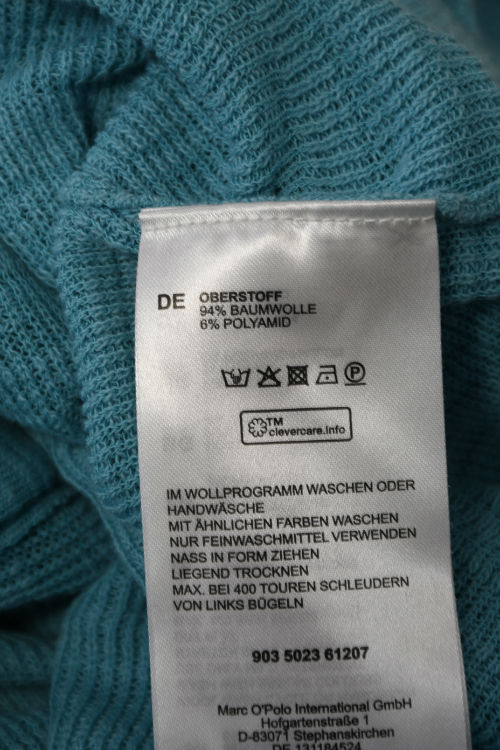 DE OBERSTOFF
94% BAUMWOLLE
6% POLYAMID
P
TM
clevercare.info
IM WOLLPROGRAMM WASCHEN ODER
HANDWÄSCHE
MIT ÄHNLICHEN FARBEN WASCHEN
NUR FEINWASCHMITTEL VERWENDEN
NASS IN FORM ZIEHEN
LIEGEND TROCKNEN
MAX. BEI 400 TOUREN SCHLEUDERN
VON LINKS BÜGELN
903 5023 61207
Marc O'Polo International GmbH
Hofgartenstraße 1
D-83071 Stephanskirchen
DE 131184524